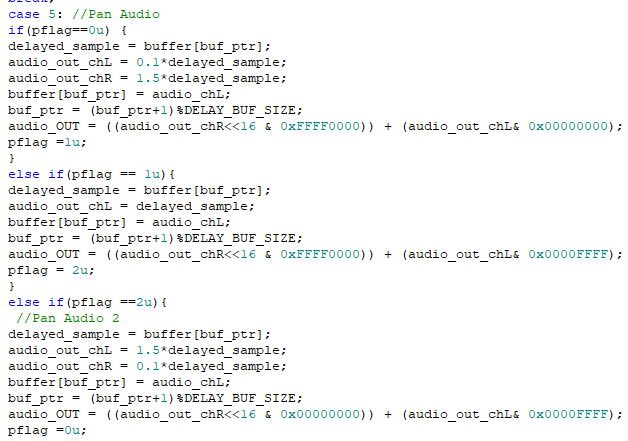 break;
case 5: //Pan Audio
if(pflag==0u) {
delayed_sample = buffer[buf_ptr];
audio_out_chL = 0.1*delayed_sample;
audio_out_chR = 1.5*delayed_sample;
buffer[buf_ptr] = audio_chL;
buf_ptr = (buf_ptr+1)%DELAY_BUF_SIZE;
audio_OUT = ((audio_out_chR<<16 & 0xFFFF0000)) + (audio_out_chL& 0x00000000);
pflag =1u;
}
else if(pflag == 1u){
delayed_sample = buffer[buf_ptr];
audio_out_chL = delayed_sample;
buffer[buf_ptr] = audio_chL;
buf_ptr = (buf_ptr+1)%DELAY_BUF_SIZE;
audio_OUT = ((audio_out_chR<<16 & 0xFFFF0000)) + (audio_out_chL& 0x0000FFFF);
pflag = 2u;
}
else if(pflag ==2u){
//Pan Audio 2
delayed_sample = buffer[buf_ptr];
audio_out_chL = 1.5*delayed_sample;
audio_out_chR = 0.1*delayed_sample;
buffer[buf_ptr] = audio_chL;
buf_ptr = (buf_ptr+1)%DELAY_BUF_SIZE;
audio_OUT = ((audio_out_chR<<16 & 0x00000000)) + (audio_out_chL& 0x0000FFFF);
pflag =0u;